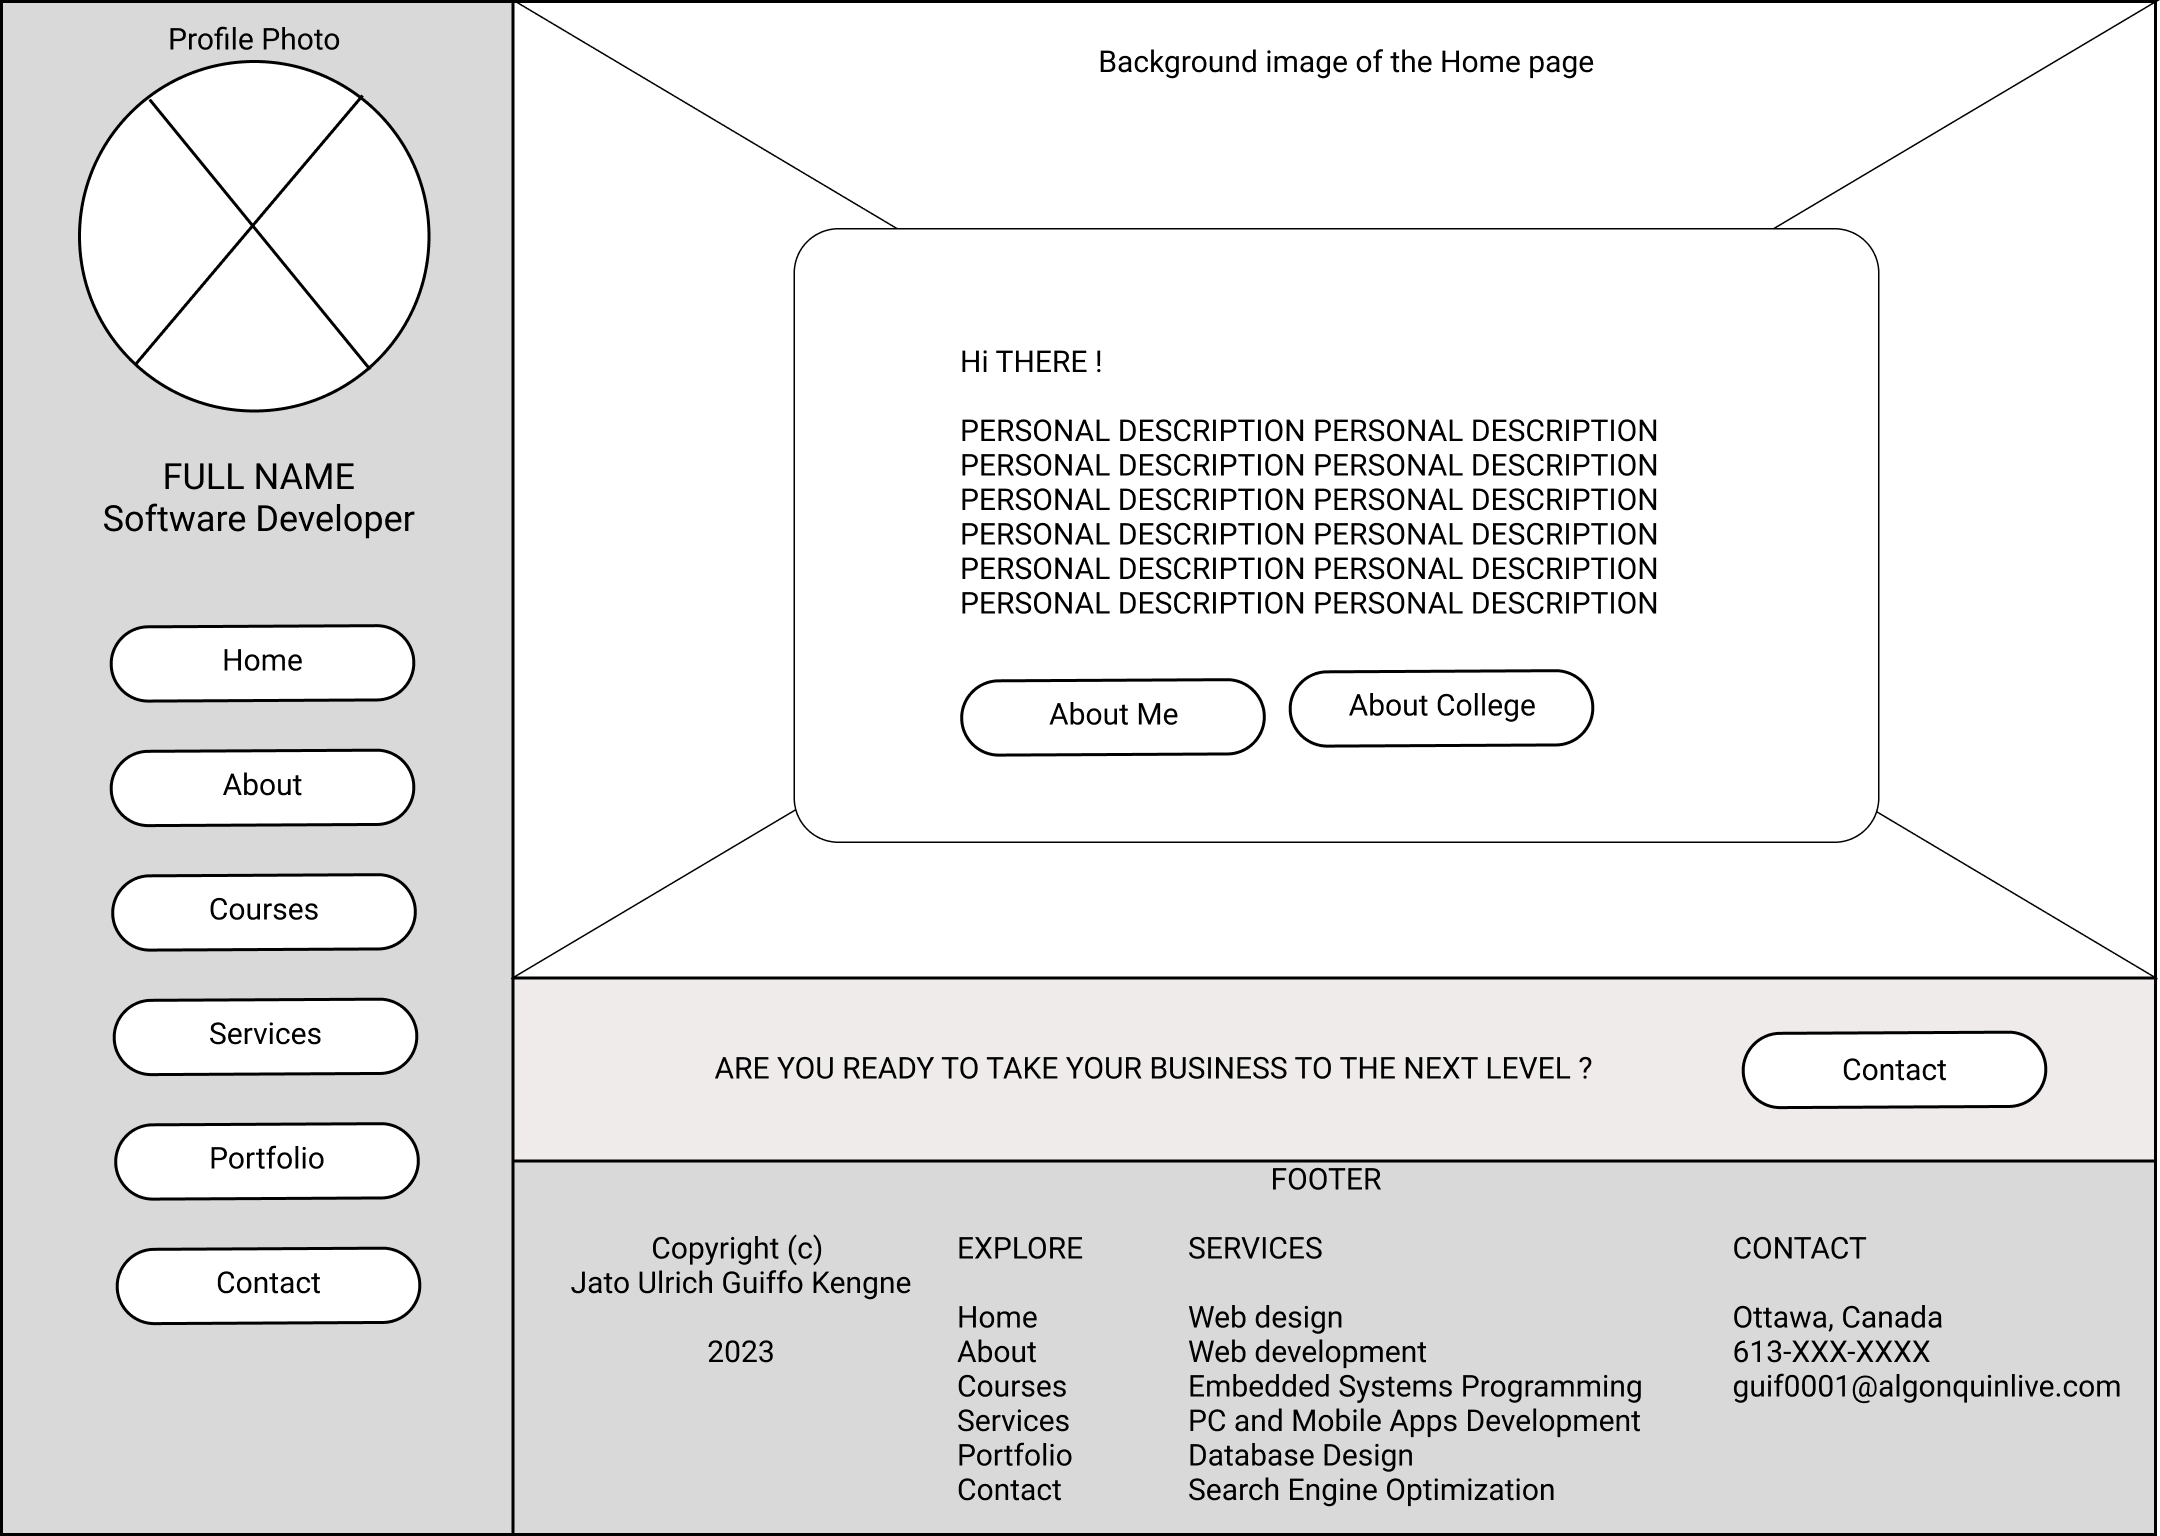 Profile Photo
FULL NAME
Software Developer
Home
About
Courses
Services
Portfolio
Contact
Background image of the Home page
Hi THERE !
PERSONAL DESCRIPTION PERSONAL DESCRIPTION
PERSONAL DESCRIPTION PERSONAL DESCRIPTION
PERSONAL DESCRIPTION PERSONAL DESCRIPTION
PERSONAL DESCRIPTION PERSONAL DESCRIPTION
PERSONAL DESCRIPTION PERSONAL DESCRIPTION
PERSONAL DESCRIPTION PERSONAL DESCRIPTION
About Me
About College
ARE YOU READY TO TAKE YOUR BUSINESS TO THE NEXT LEVEL ?
Contact
FOOTER
Copyright (c)
Jato Ulrich Guiffo Kengne
2023
EXPLORE
Home
About
Courses
Services
Portfolio
Contact
SERVICES
Web design
Web development
Embedded Systems Programming
PC and Mobile Apps Development
Database Design
Search Engine Optimization
CONTACT
Ottawa, Canada
613-XXX-XXXX
guif0001@algonquinlive.com